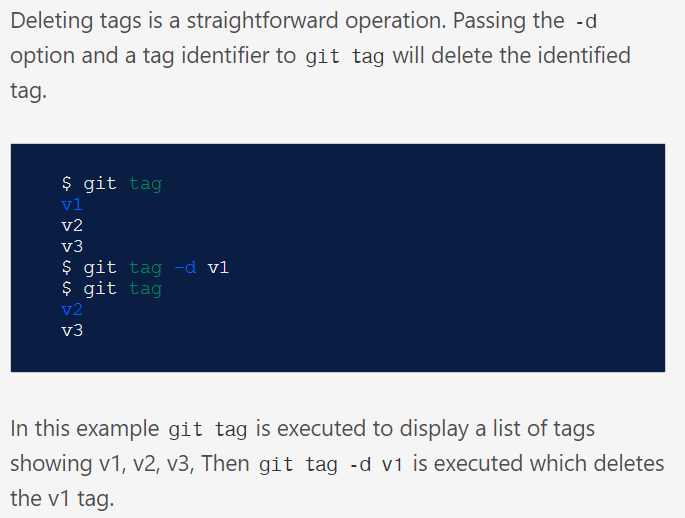 Deleting tags is a straightforward operation. Passing the -d
option and a tag identifier to git tag will delete the identified
tag.
$ git tag
v1
v2
v3
$ git tag -d v1
$ git tag
v2
v3
In this example git tag is executed to display a list of tags
showing v1, v2, v3, Then git tag -d v1 is executed which deletes
the v1 tag.